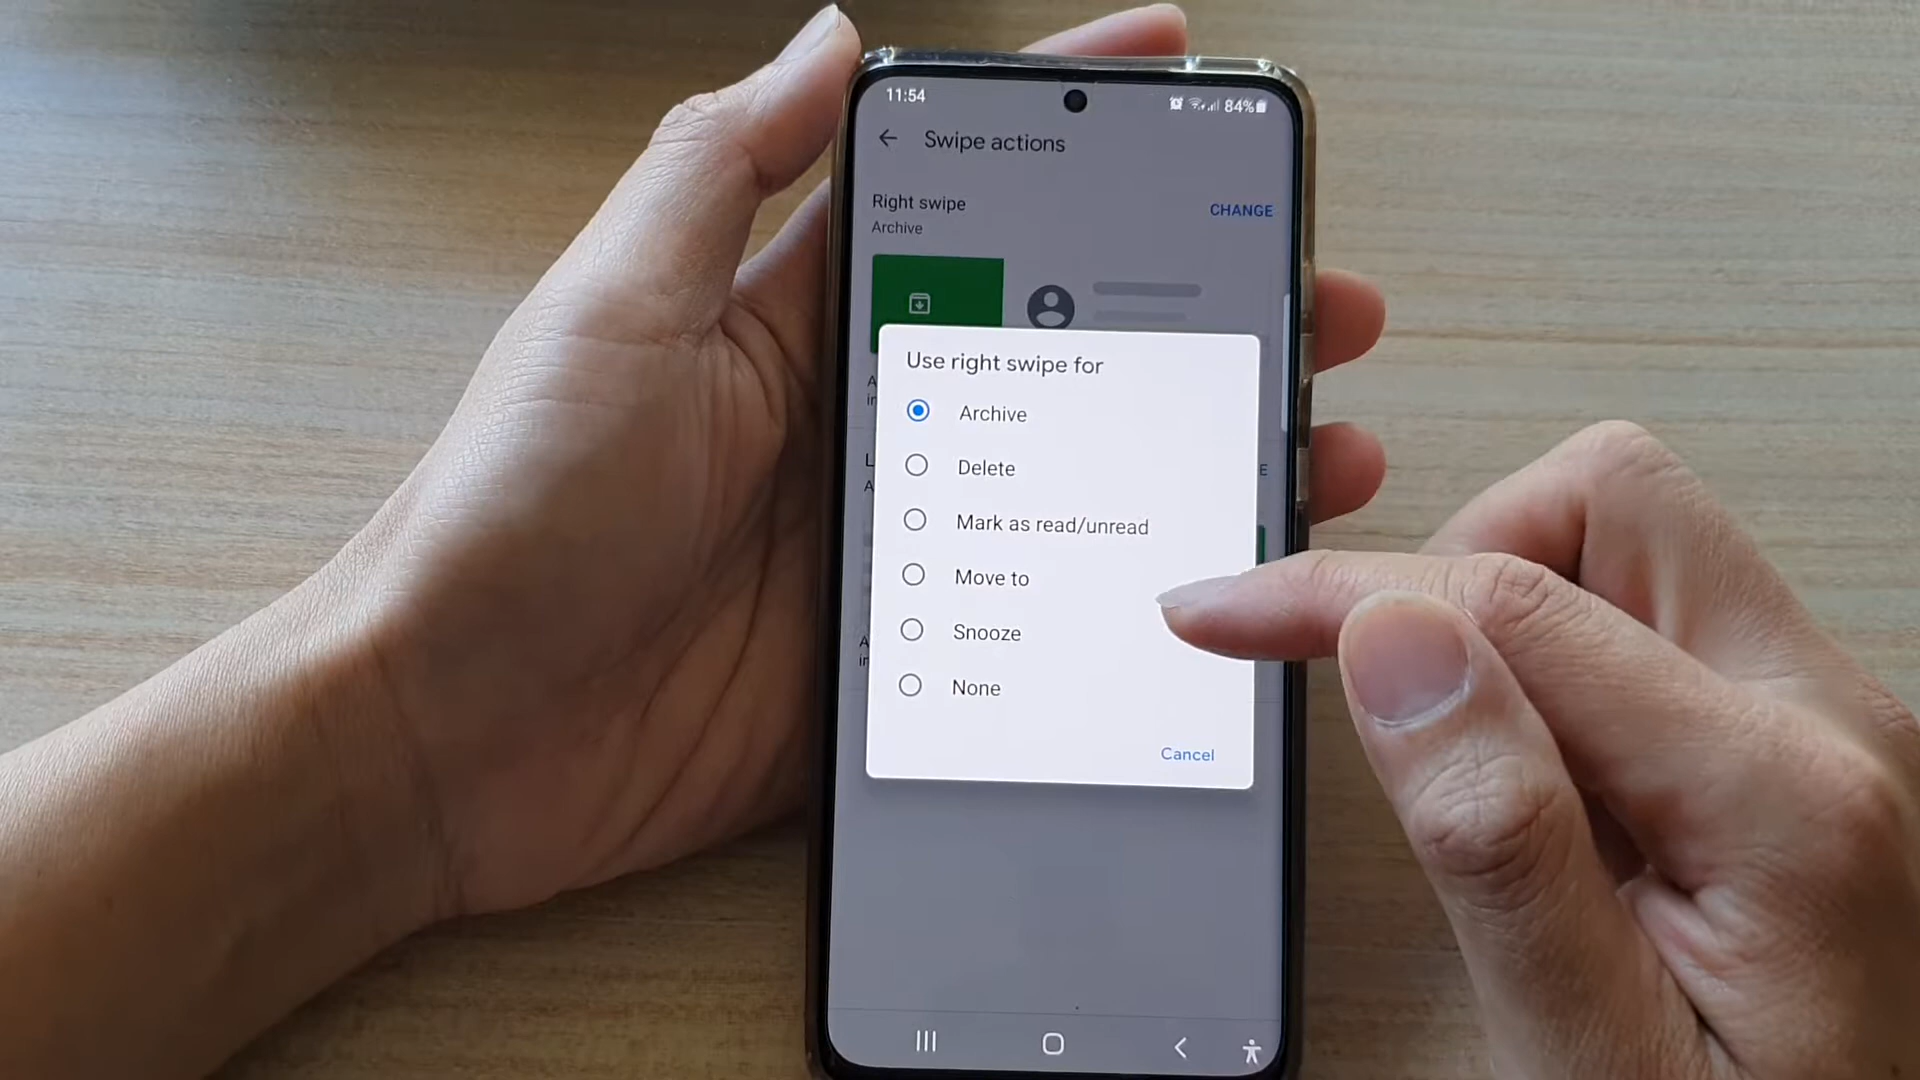 11:54
84%
Swipe actions
Right swipe
CHANGE
Archive
Use right swipe for
Archive
Delete
Mark as read/unread
Move to
Snooze
None
Cancel